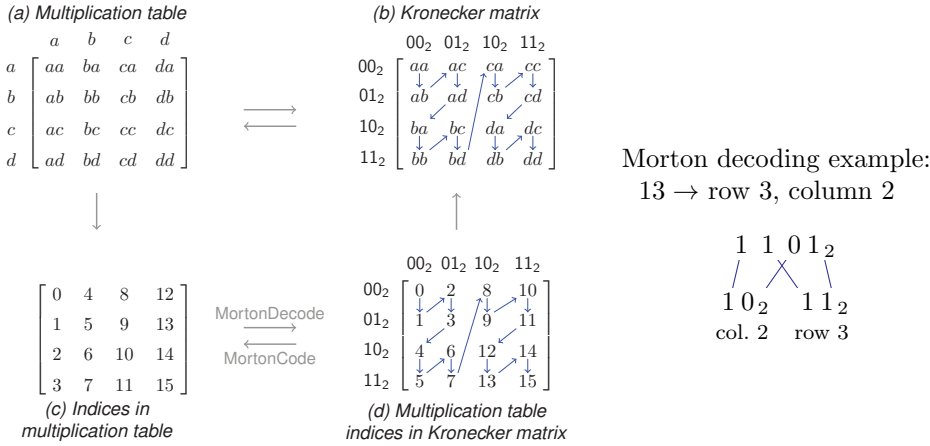 (a) Multiplication table
a b c d
a aa ba ca da
b ab bb cb db
c ac bc cc dc
d ad bd cd dd
(b) Kronecker matrix
00₂ 01₂ 10₂ 11₂
00₂ aa ac ca cc
01₂ ab ad cb cd
10₂ ba bc da dc
11₂ bb bd db dd
0 4 8 12
1 5 9 13
2 6 10 14
3 7 11 15
(c) Indices in
multiplication table
MortonDecode
MortonCode
00₂ 01₂ 10₂ 11₂
00₂ 0 2 8 10
01₂ 1 3 9 11
10₂ 4 6 12 14
11₂ 5 7 13 15
(d) Multiplication table
indices in Kronecker matrix
Morton decoding example:
13 → row 3, column 2
1 1 0 1₂
1 0₂ 1 1₂
col. 2 row 3